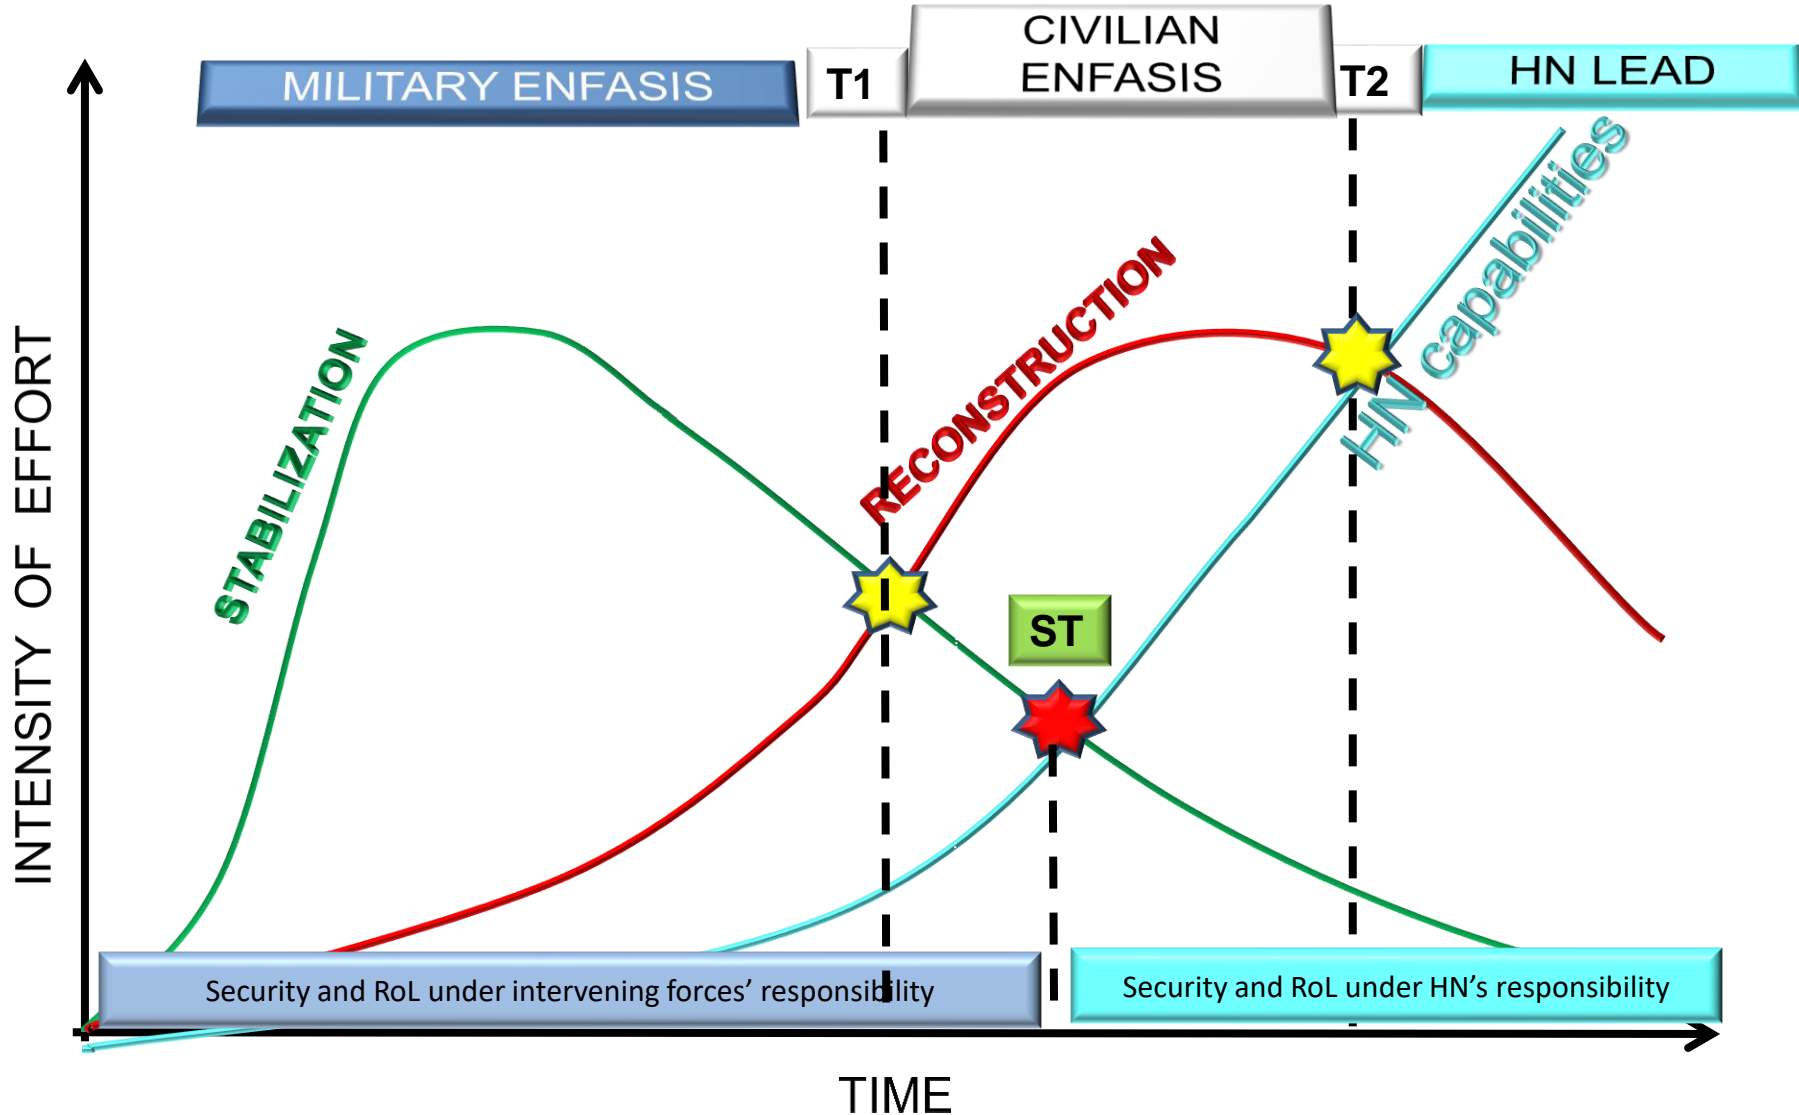 MILITARY ENFASIS
T1
CIVILIAN
ENFASIS
T2
HN LEAD
INTENSITY OF EFFORT
STABILIZATION
RECONSTRUCTION
HN capabilities
ST
Security and RoL under intervening forces’ responsibility
Security and RoL under HN’s responsibility
TIME